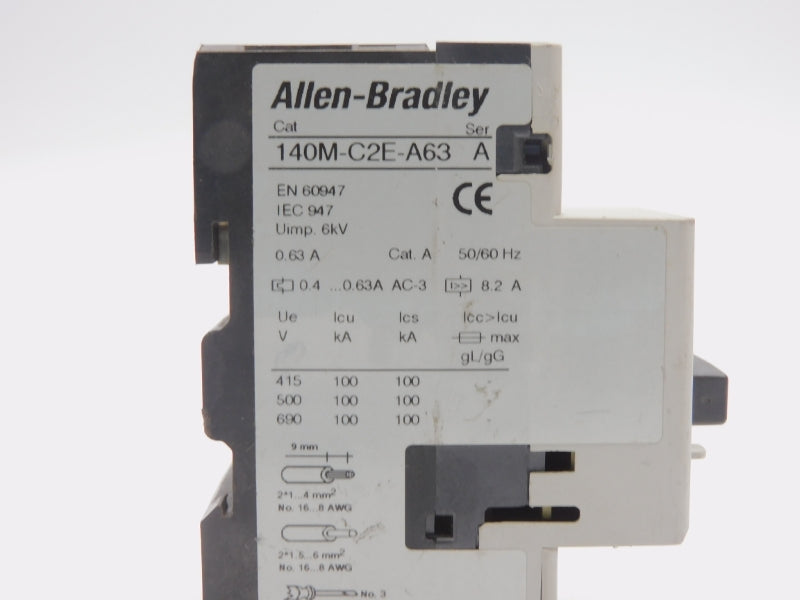 Allen-Bradley
Cat Ser
140M-C2E-A63 A
EN 60947
IEC 947
Uimp. 6kV
CE
0.63 A Cat. A 50/60 Hz
0.4 ...0.63A AC-3 I>> 8.2 A
Ue Icu Ics Icc>Icu
V kA kA max
gL/gG
415 100 100
500 100 100
690 100 100
9 mm
2*1...4 mm²
No. 16...8 AWG
2*1.5...6 mm²
No. 16...8 AWG
No. 3